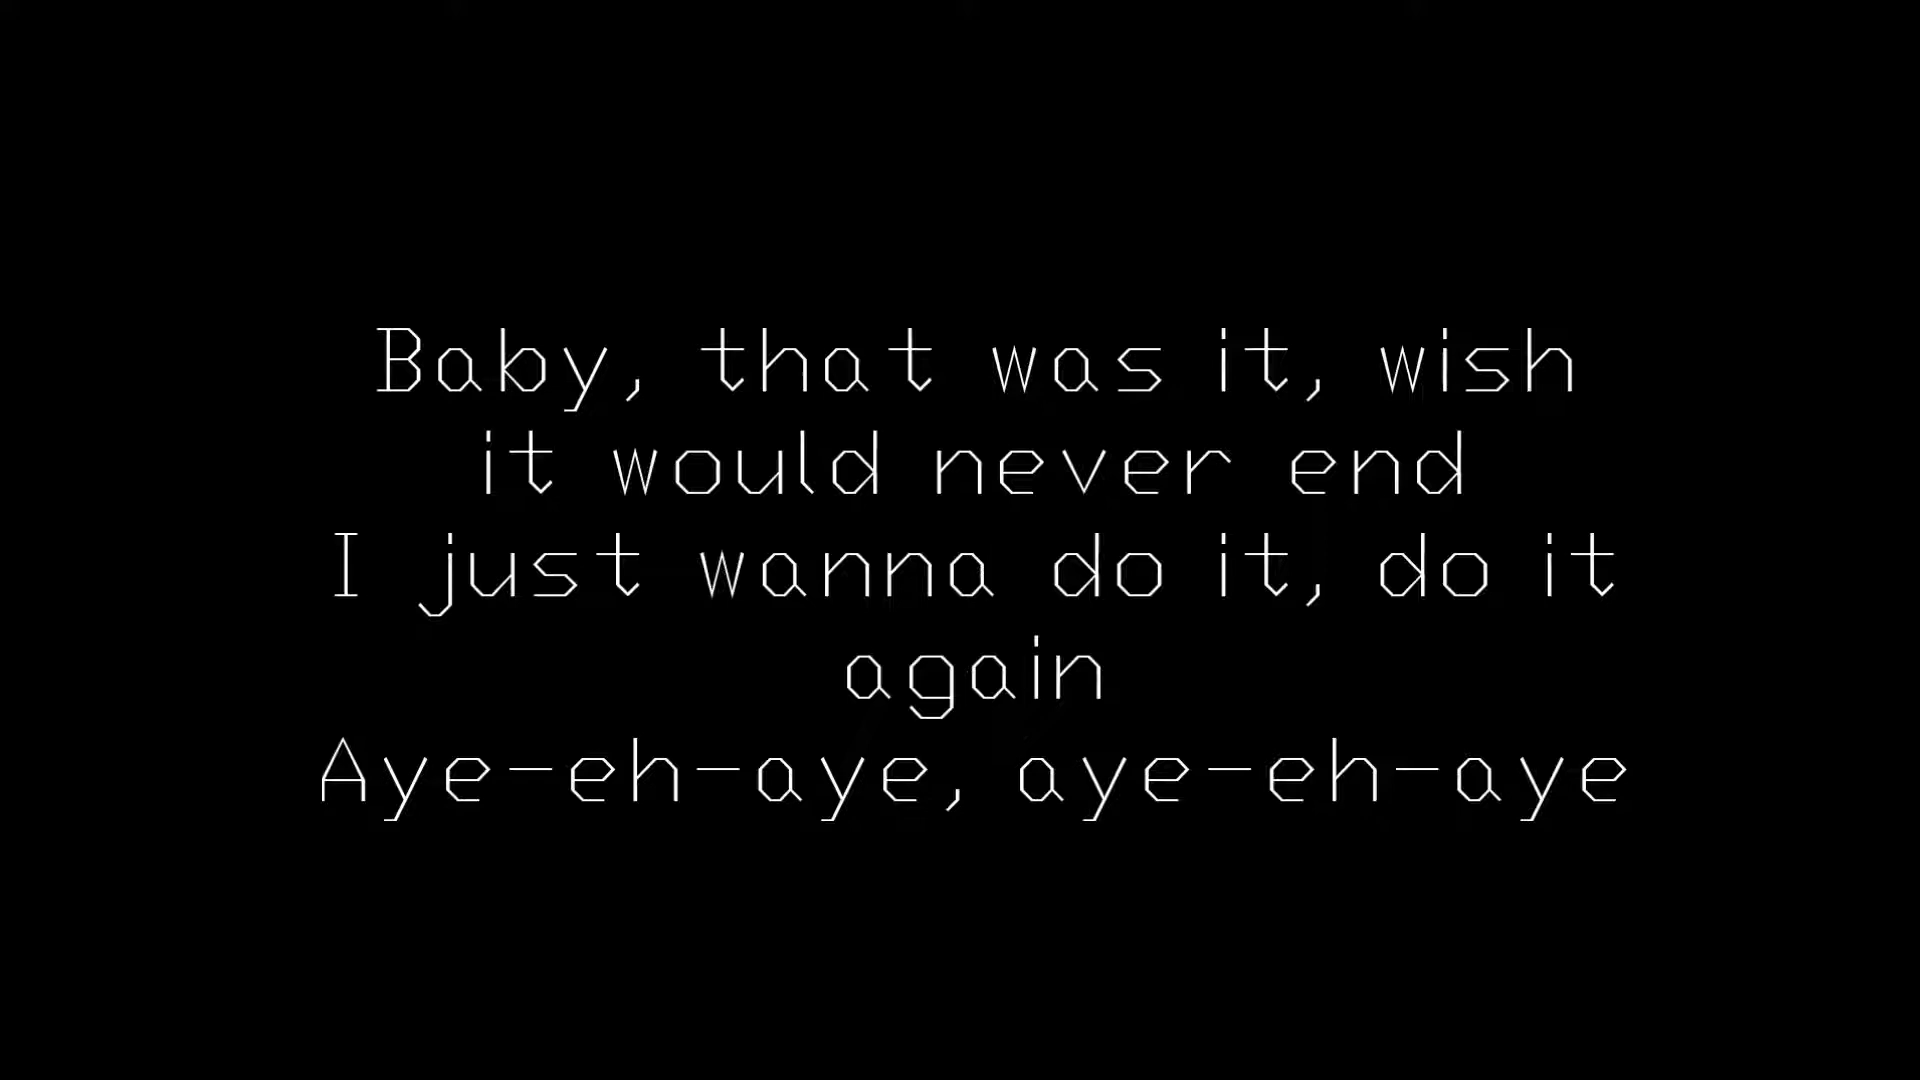 Baby, that was it, wish
it would never end
I just wanna do it, do it
again
Aye-eh-aye, aye-eh-aye